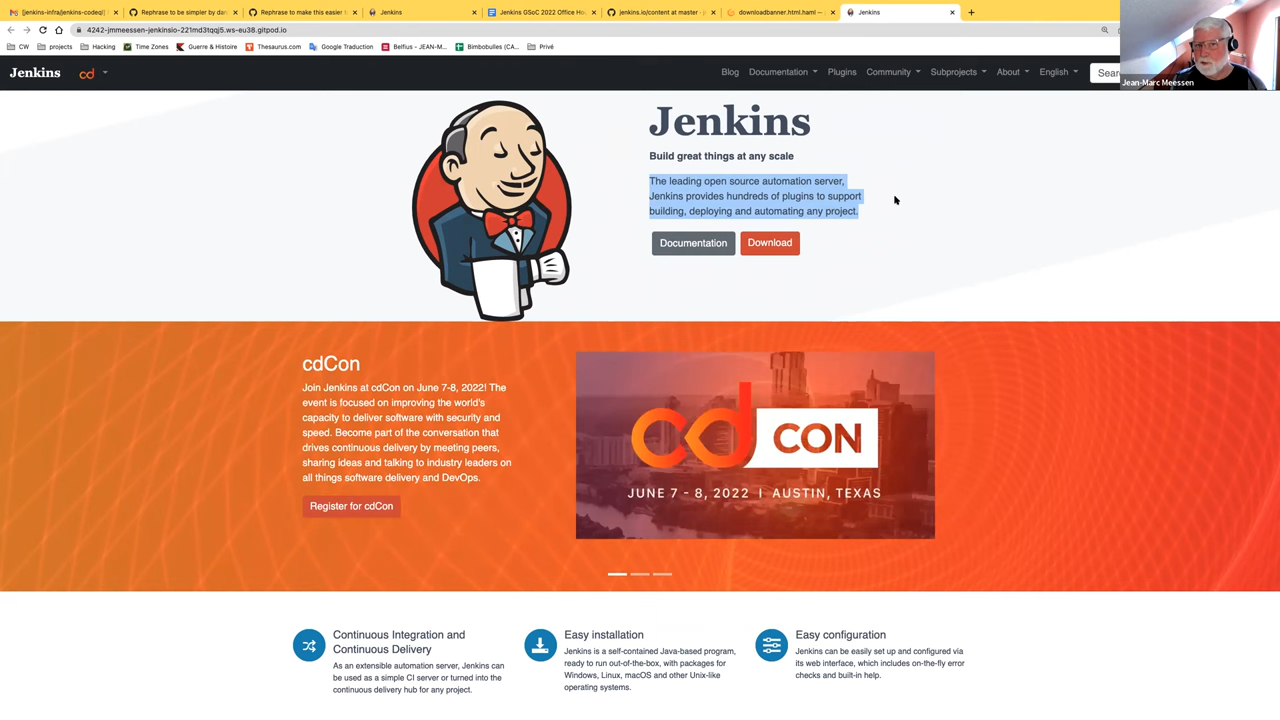 [jenkins-infra/jenkins-codeql]
Rephrase to be simpler by dom
Rephrase to make this easier t
Jenkins
Jenkins GSoC 2022 Office Ho
jenkins.io/content at master · j
downloadbanner.html.haml —
Jenkins
4242-jmmeessen-jenkinsio-221md3tqqj5.ws-eu38.gitpod.io
CW
projects
Hacking
Time Zones
Guerre & Histoire
Thesaurus.com
Google Traduction
Belfius - JEAN-M...
Bimbobulles (CA...
Privé
Jean-Marc Meessen
Jenkins
cd
Blog
Documentation
Plugins
Community
Subprojects
About
English
Sear
Jenkins
Build great things at any scale
The leading open source automation server,
Jenkins provides hundreds of plugins to support
building, deploying and automating any project.
Documentation
Download
cdCon
Join Jenkins at cdCon on June 7-8, 2022! The
event is focused on improving the world's
capacity to deliver software with security and
speed. Become part of the conversation that
drives continuous delivery by meeting peers,
sharing ideas and talking to industry leaders on
all things software delivery and DevOps.
Register for cdCon
cd CON
JUNE 7 - 8, 2022 | AUSTIN, TEXAS
Continuous Integration and
Continuous Delivery
As an extensible automation server, Jenkins can
be used as a simple CI server or turned into the
continuous delivery hub for any project.
Easy installation
Jenkins is a self-contained Java-based program,
ready to run out-of-the-box, with packages for
Windows, Linux, macOS and other Unix-like
operating systems.
Easy configuration
Jenkins can be easily set up and configured via
its web interface, which includes on-the-fly error
checks and built-in help.